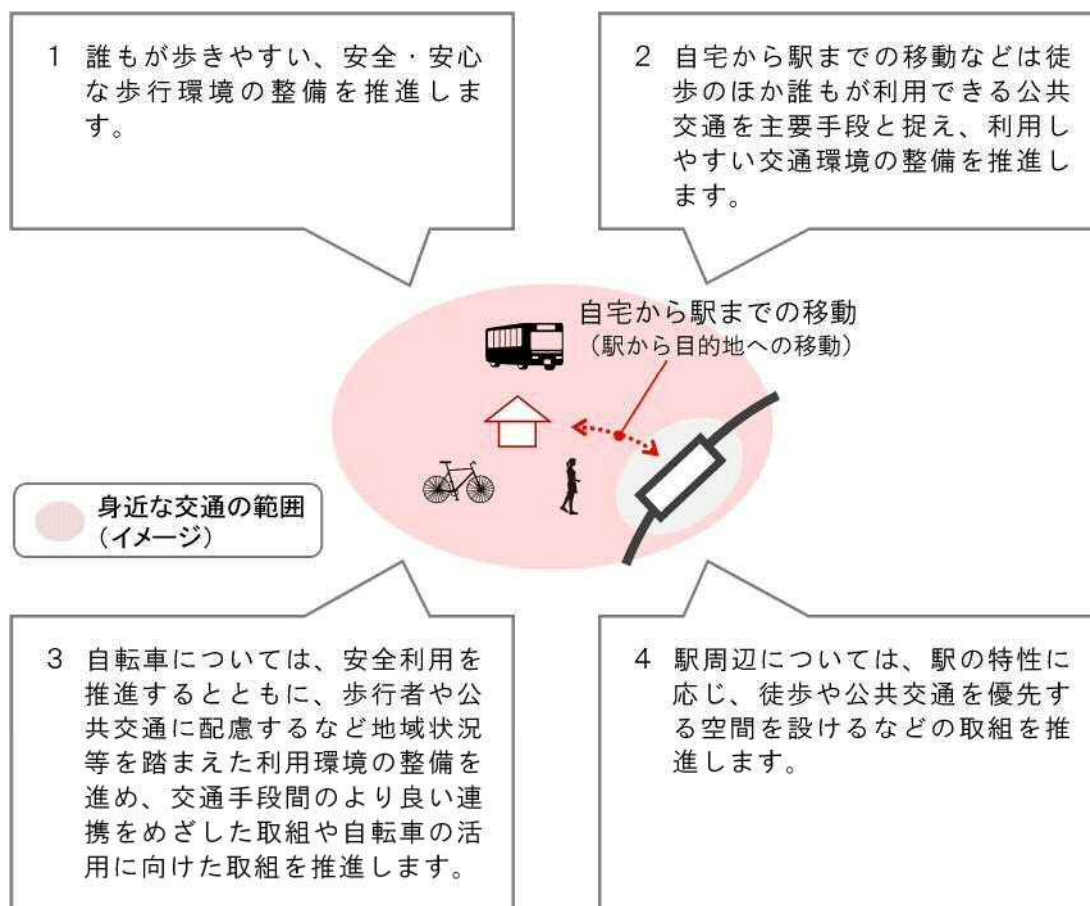 1 誰もが歩きやすい、安全・安心
な歩行環境の整備を推進しま
す。
2 自宅から駅までの移動などは徒
歩のほか誰もが利用できる公共
交通を主要手段と捉え、利用し
やすい交通環境の整備を推進し
ます。
自宅から駅までの移動
（駅から目的地への移動）
身近な交通の範囲
（イメージ）
3 自転車については、安全利用を
推進するとともに、歩行者や公
共交通に配慮するなど地域状況
等を踏まえた利用環境の整備を
進め、交通手段間のより良い連
携をめざした取組や自転車の活
用に向けた取組を推進します。
4 駅周辺については、駅の特性に
応じ、徒歩や公共交通を優先す
る空間を設けるなどの取組を推
進します。